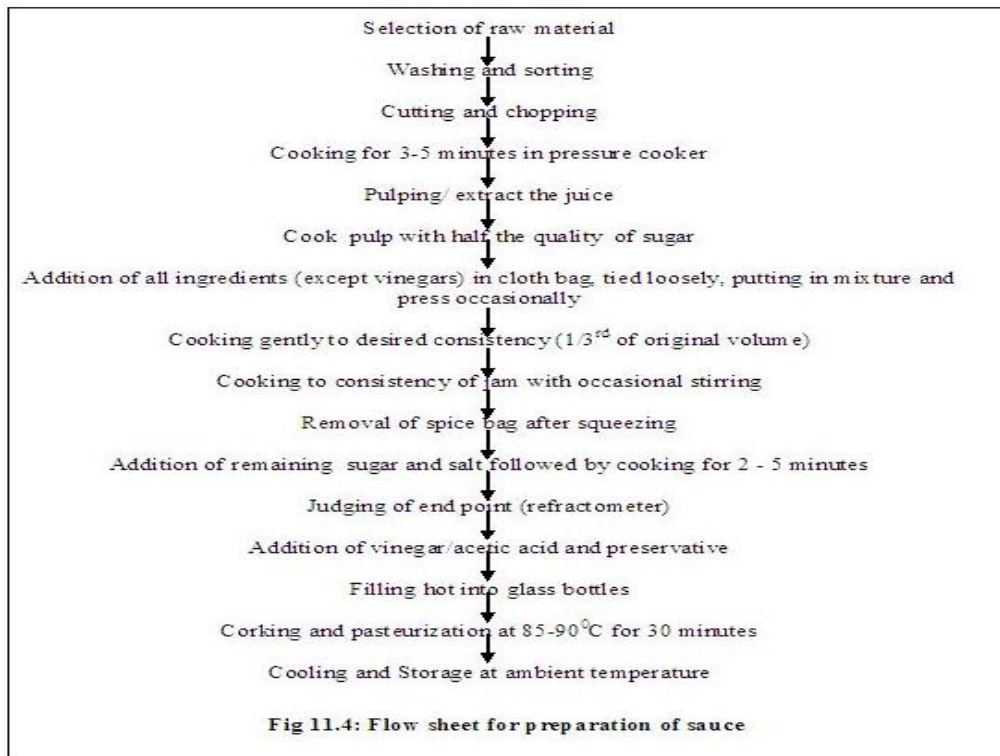 Selection of raw material
Washing and sorting
Cutting and chopping
Cooking for 3-5 minutes in pressure cooker
Pulping/ extract the juice
Cook pulp with half the quality of sugar
Addition of all ingredients (except vinegars) in cloth bag, tied loosely, putting in mixture and
press occasionally
Cooking gently to desired consistency (1/3rd of original volume)
Cooking to consistency of jam with occasional stirring
Removal of spice bag after squeezing
Addition of remaining sugar and salt followed by cooking for 2 - 5 minutes
Judging of end point (refractometer)
Addition of vinegar/acetic acid and preservative
Filling hot into glass bottles
Corking and pasteurization at 85-90⁰C for 30 minutes
Cooling and Storage at ambient temperature
Fig 11.4: Flow sheet for preparation of sauce